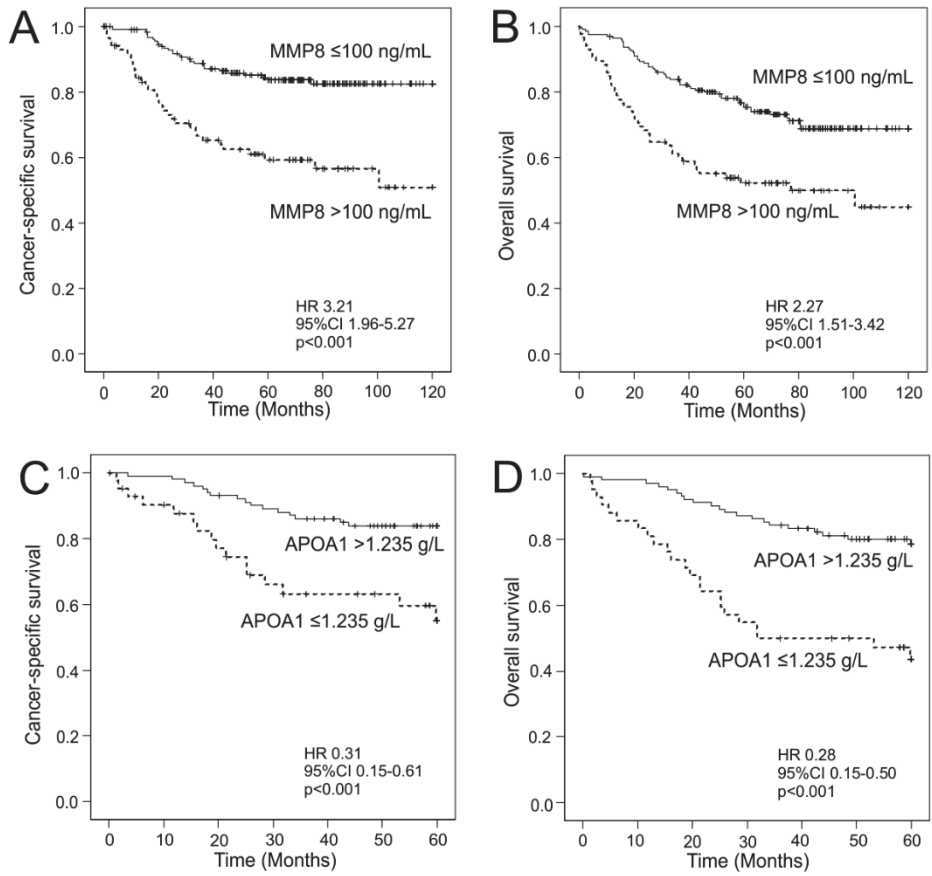 A
Cancer-specific survival
1.0
0.8
0.6
0.4
0.2
0.0
MMP8 ≤100 ng/mL
MMP8 >100 ng/mL
HR 3.21
95%CI 1.96-5.27
p<0.001
0 20 40 60 80 100 120
Time (Months)
B
Overall survival
1.0
0.8
0.6
0.4
0.2
0.0
MMP8 ≤100 ng/mL
MMP8 >100 ng/mL
HR 2.27
95%CI 1.51-3.42
p<0.001
0 20 40 60 80 100 120
Time (Months)
C
Cancer-specific survival
1.0
0.8
0.6
0.4
0.2
0.0
APOA1 >1.235 g/L
APOA1 ≤1.235 g/L
HR 0.31
95%CI 0.15-0.61
p<0.001
0 10 20 30 40 50 60
Time (Months)
D
Overall survival
1.0
0.8
0.6
0.4
0.2
0.0
APOA1 >1.235 g/L
APOA1 ≤1.235 g/L
HR 0.28
95%CI 0.15-0.50
p<0.001
0 10 20 30 40 50 60
Time (Months)